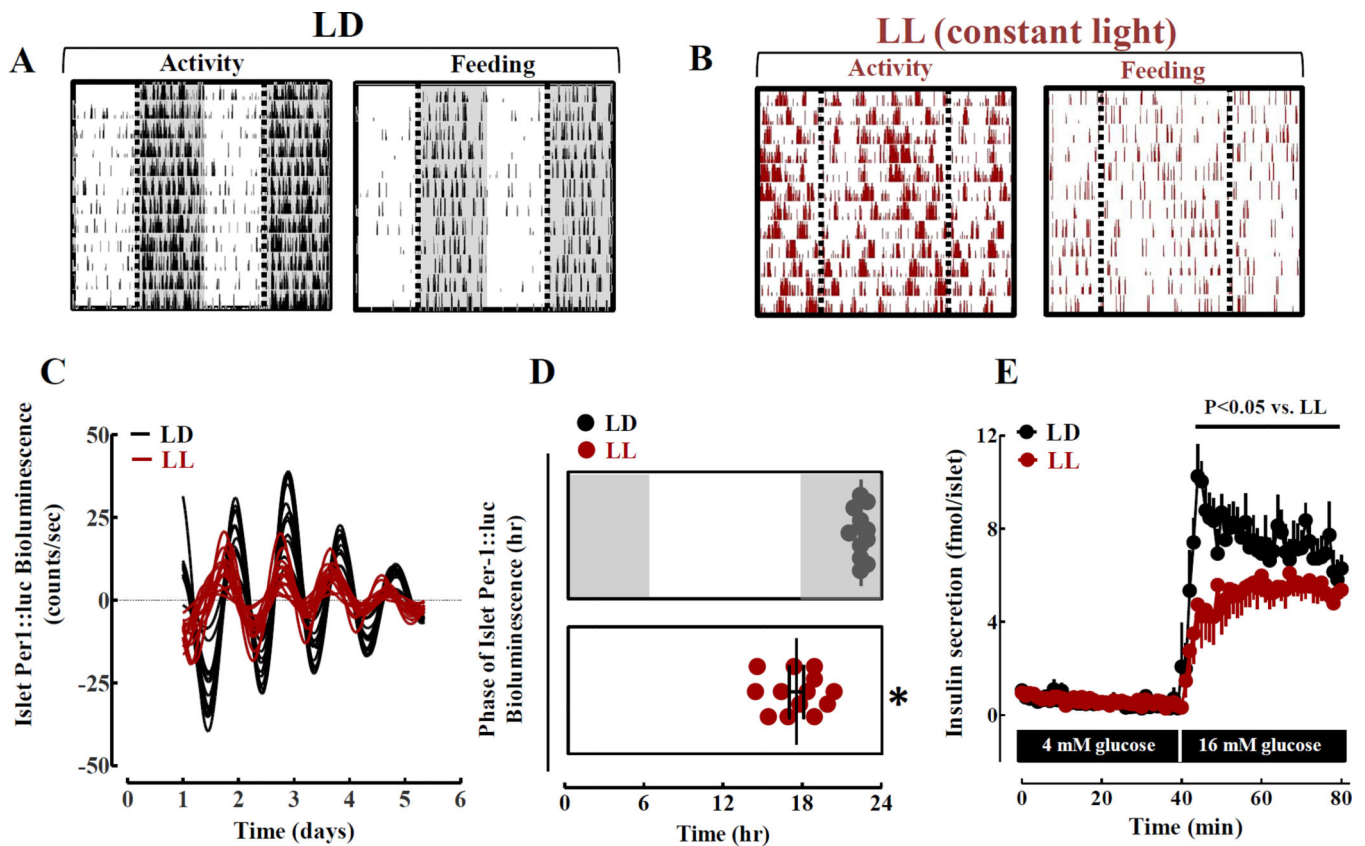 LD
A
Activity
Feeding
B
LL (constant light)
Activity
Feeding
C
Islet Per1::luc Bioluminescence
(counts/sec)
LD
LL
50
25
0
-25
-50
0 1 2 3 4 5 6
Time (days)
D
LD
LL
Phase of Islet Per-1::luc
Bioluminescence (hr)
*
0 6 12 18 24
Time (hr)
E
P<0.05 vs. LL
LD
LL
Insulin secretion (fmol/islet)
12
8
4
0
4 mM glucose 16 mM glucose
0 20 40 60 80
Time (min)